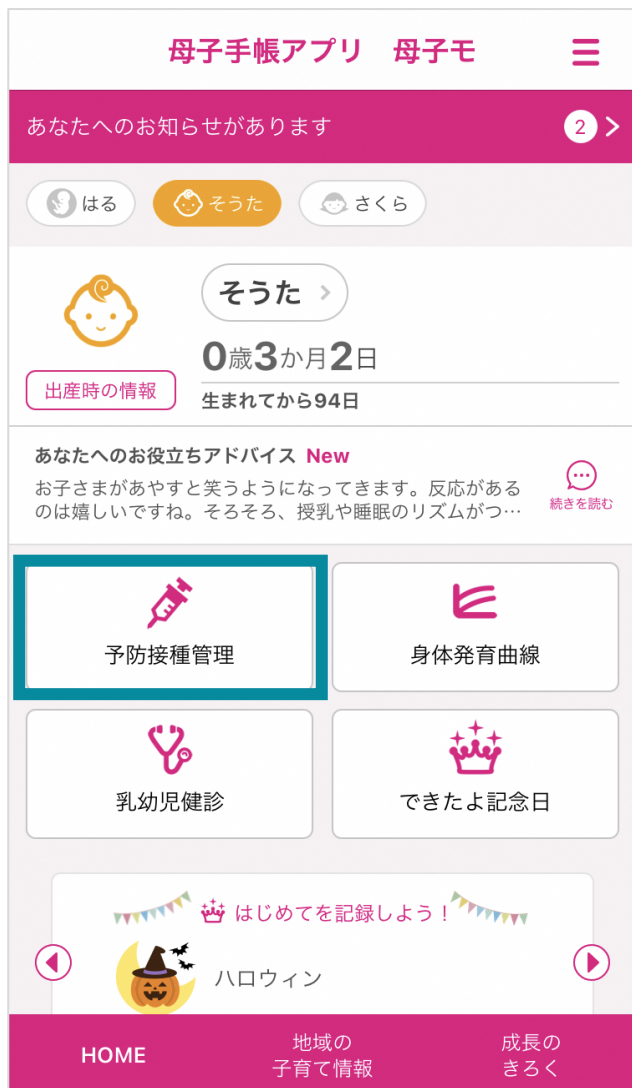 母子手帳アプリ　母子モ
あなたへのお知らせがあります 2
はる そうた さくら
そうた
0歳3か月2日
出産時の情報
生まれてから94日
あなたへのお役立ちアドバイス New
お子さまがあやすと笑うようになってきます。反応がある
のは嬉しいですね。そろそろ、授乳や睡眠のリズムがつ…
続きを読む
予防接種管理 身体発育曲線
乳幼児健診 できたよ記念日
はじめてを記録しよう！
ハロウィン
HOME
地域の
子育て情報
成長の
きろく